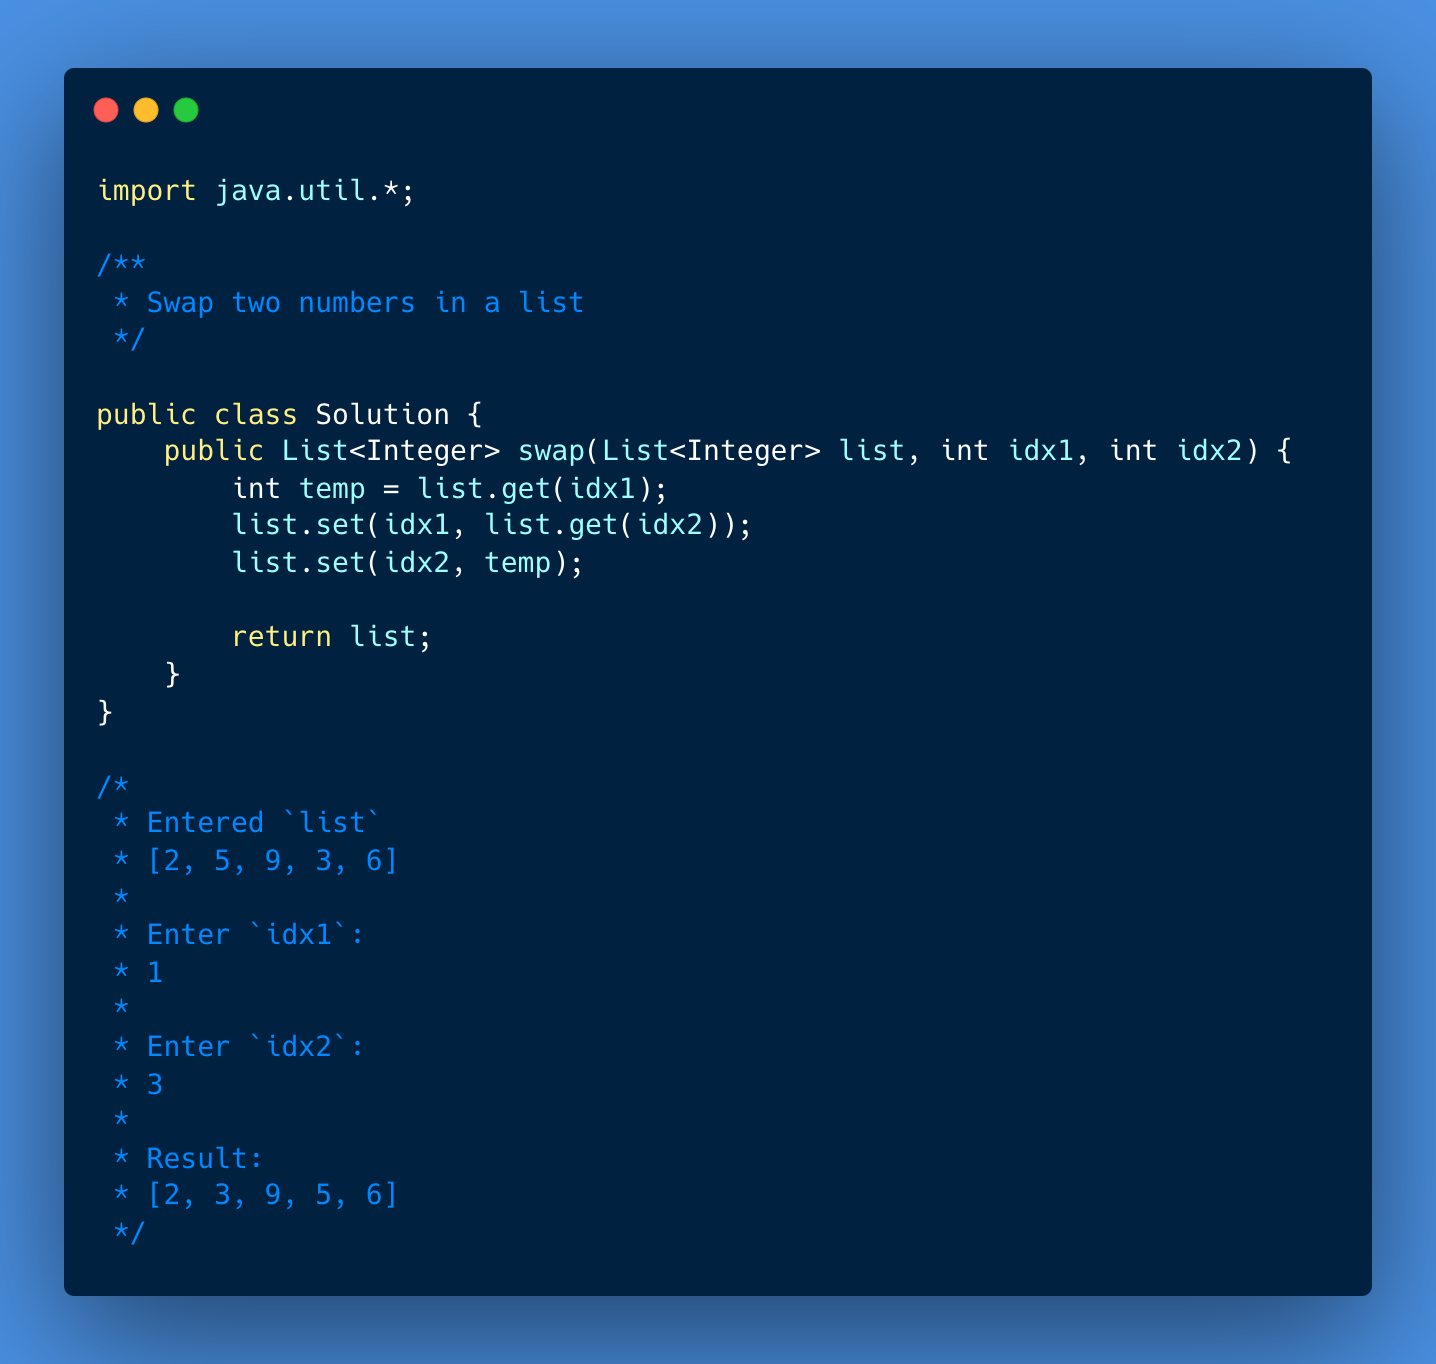 import java.util.*;

/**
 * Swap two numbers in a list
 */

public class Solution {
    public List<Integer> swap(List<Integer> list, int idx1, int idx2) {
        int temp = list.get(idx1);
        list.set(idx1, list.get(idx2));
        list.set(idx2, temp);

        return list;
    }
}

/*
 * Entered `list`
 * [2, 5, 9, 3, 6]
 *
 * Enter `idx1`:
 * 1
 *
 * Enter `idx2`:
 * 3
 *
 * Result:
 * [2, 3, 9, 5, 6]
 */